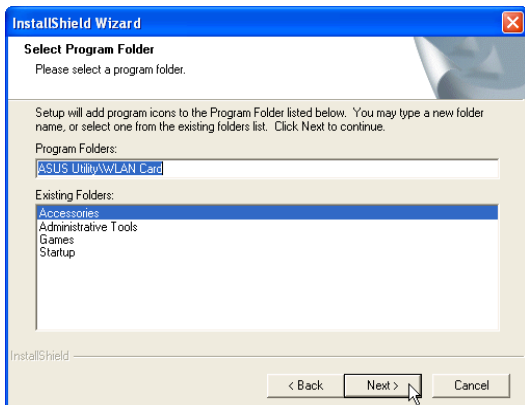 InstallShield Wizard
Select Program Folder
Please select a program folder.
Setup will add program icons to the Program Folder listed below. You may type a new folder
name, or select one from the existing folders list. Click Next to continue.
Program Folders:
ASUS Utility\WLAN Card
Existing Folders:
Accessories
Administrative Tools
Games
Startup
InstallShield
< Back
Next >
Cancel